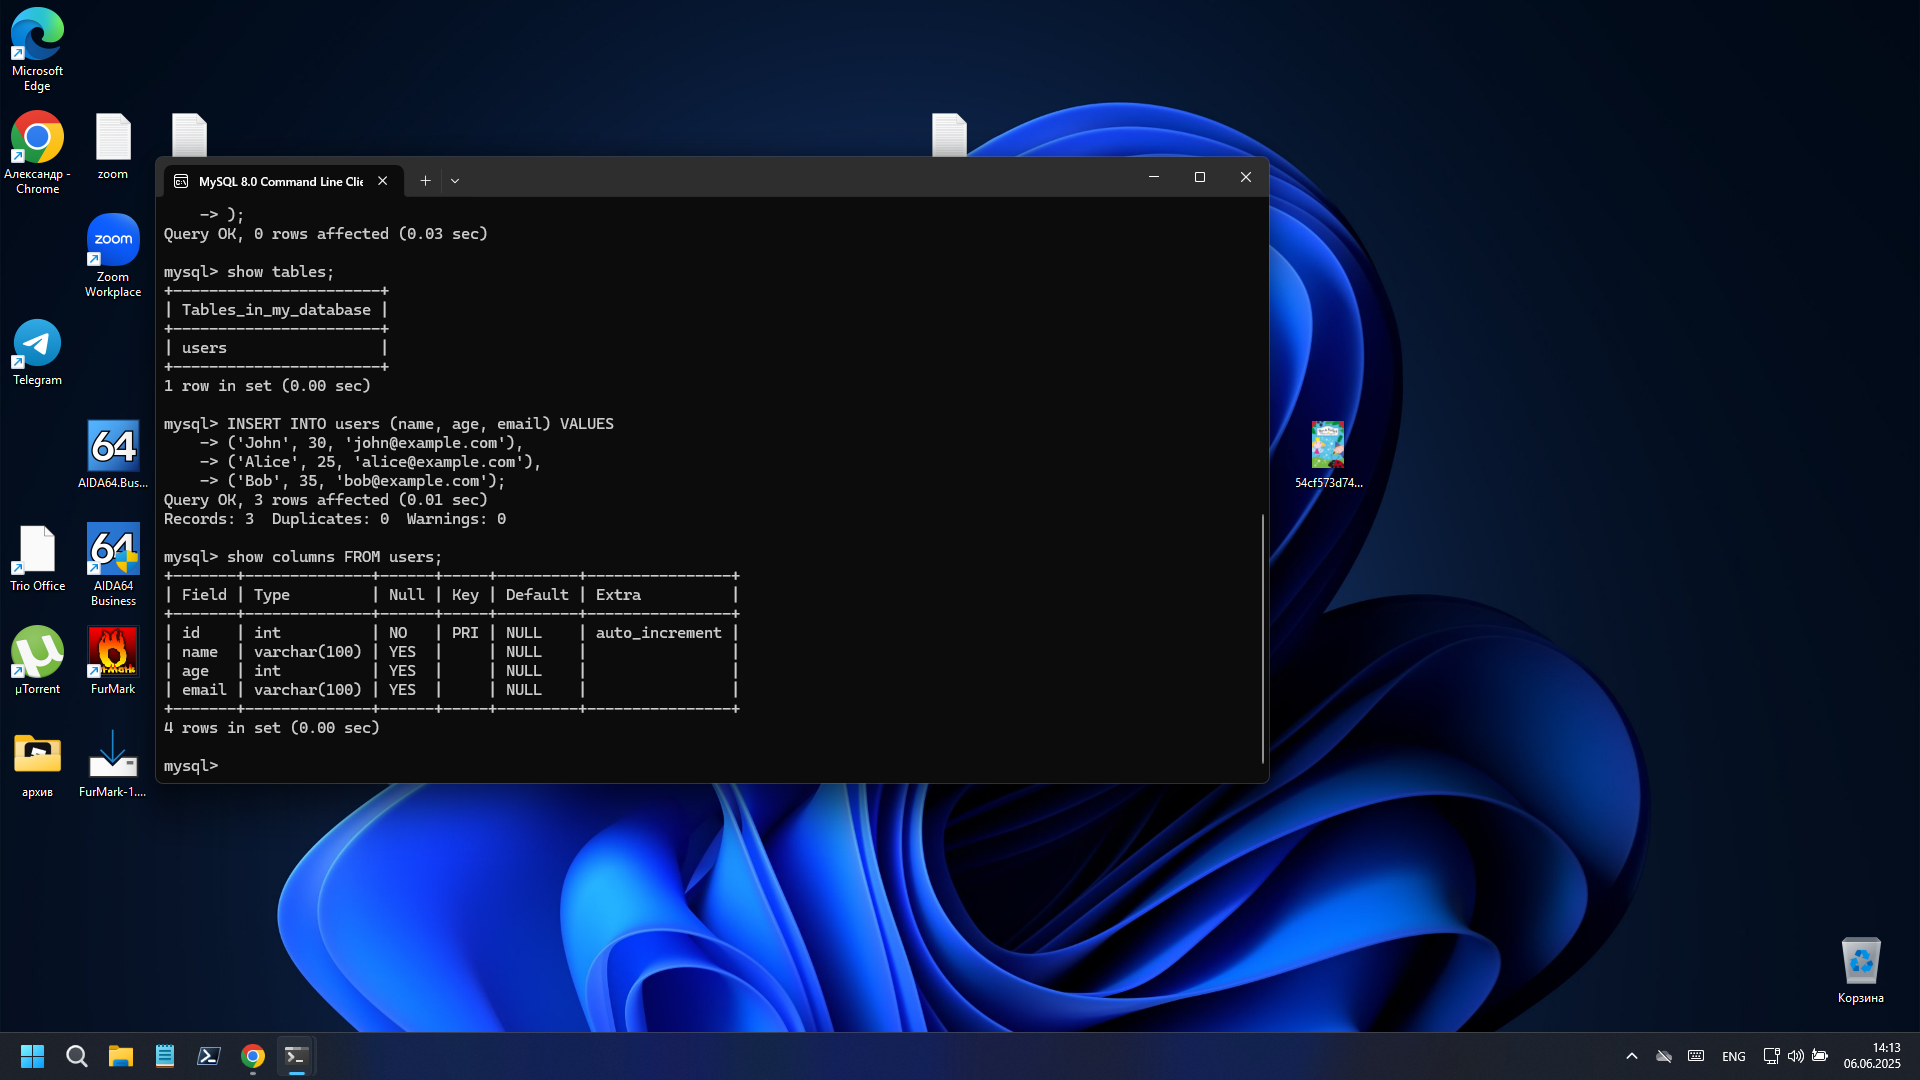 Microsoft
Edge
Александр -
Chrome
zoom
zoom
Zoom
Workplace
Telegram
64
AIDA64.Bus...
Trio Office
64
AIDA64
Business
µTorrent
FurMark
архив
FurMark-1....
MySQL 8.0 Command Line Clie
    -> );
Query OK, 0 rows affected (0.03 sec)
mysql> show tables;
+-----------------------+
| Tables_in_my_database |
+-----------------------+
| users                 |
+-----------------------+
1 row in set (0.00 sec)
mysql> INSERT INTO users (name, age, email) VALUES
    -> ('John', 30, 'john@example.com'),
    -> ('Alice', 25, 'alice@example.com'),
    -> ('Bob', 35, 'bob@example.com');
Query OK, 3 rows affected (0.01 sec)
Records: 3  Duplicates: 0  Warnings: 0
mysql> show columns FROM users;
+-------+--------------+------+-----+---------+----------------+
| Field | Type         | Null | Key | Default | Extra          |
+-------+--------------+------+-----+---------+----------------+
| id    | int          | NO   | PRI | NULL    | auto_increment |
| name  | varchar(100) | YES  |     | NULL    |                |
| age   | int          | YES  |     | NULL    |                |
| email | varchar(100) | YES  |     | NULL    |                |
+-------+--------------+------+-----+---------+----------------+
4 rows in set (0.00 sec)
mysql>
54cf573d74...
Корзина
ENG
14:13
06.06.2025